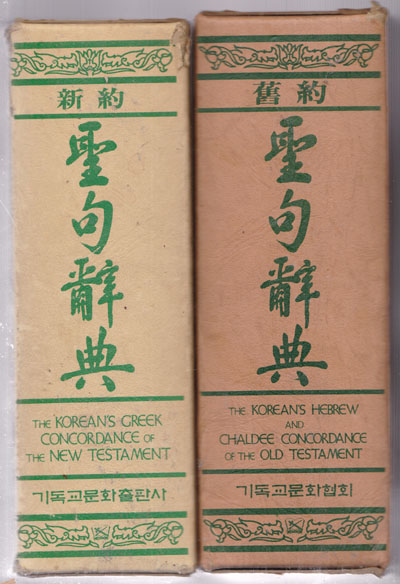 新約
聖句辭典
THE KOREAN'S GREEK
CONCORDANCE OF
THE NEW TESTAMENT
기독교문화출판사
舊約
聖句辭典
THE KOREAN'S HEBREW
AND
CHALDEE CONCORDANCE
OF THE OLD TESTAMENT
기독교문화협회